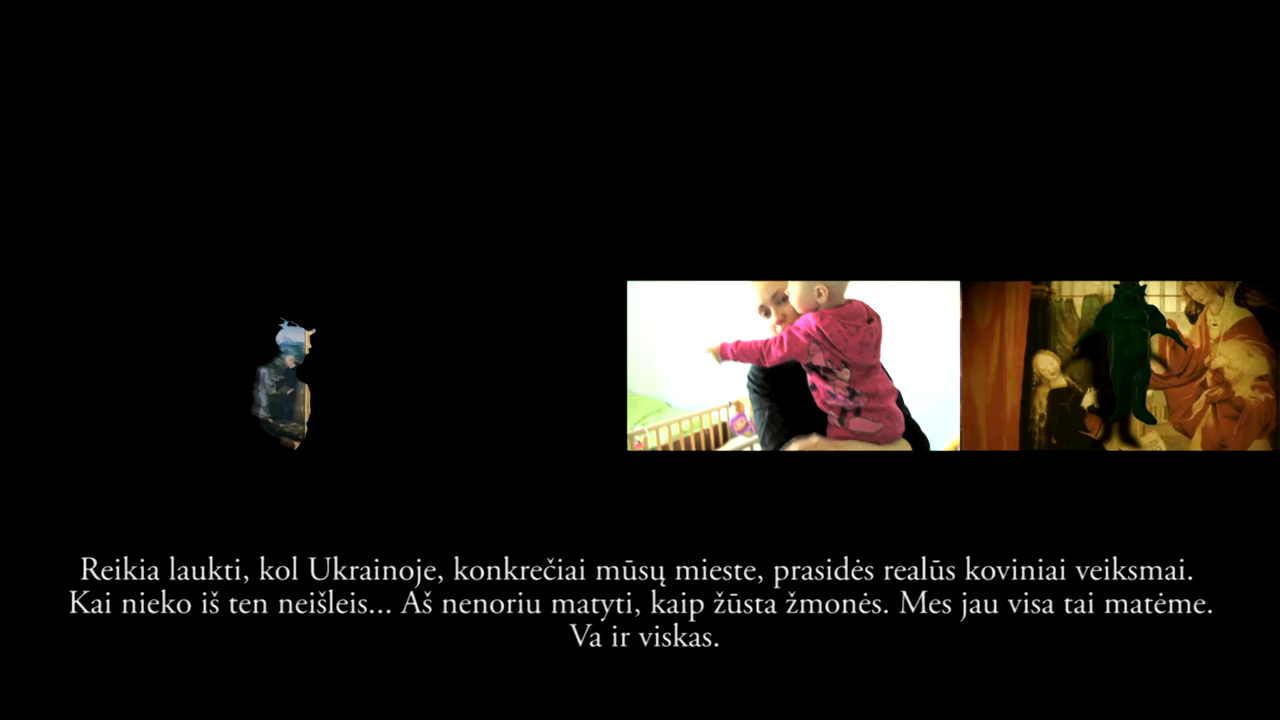 Reikia laukti, kol Ukrainoje, konkrečiai mūsų mieste, prasidės realūs koviniai veiksmai.
Kai nieko iš ten neišleis... Aš nenoriu matyti, kaip žūsta žmonės. Mes jau visa tai matėme.
Va ir viskas.